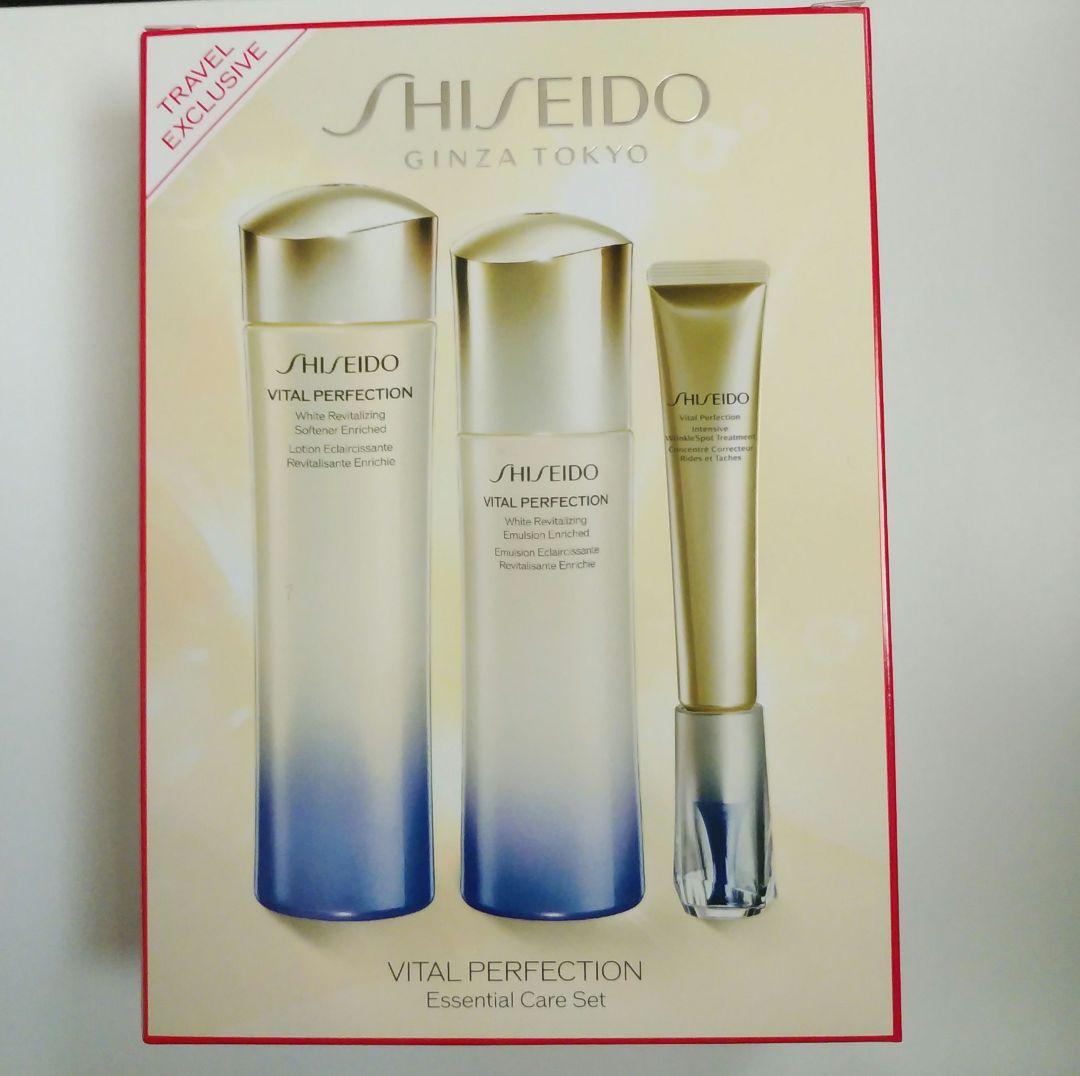 TRAVEL
EXCLUSIVE
SHISEIDO
GINZA TOKYO
SHISEIDO
VITAL PERFECTION
White Revitalizing
Softener Enriched
Lotion Eclaircissante
Revitalisante Enrichie
SHISEIDO
VITAL PERFECTION
White Revitalizing
Emulsion Enriched
Emulsion Eclaircissante
Revitalisante Enrichie
SHISEIDO
Vital Perfection
Intensive
WrinkleSpot Treatment
Concentré Correcteur
Rides et Taches
VITAL PERFECTION
Essential Care Set